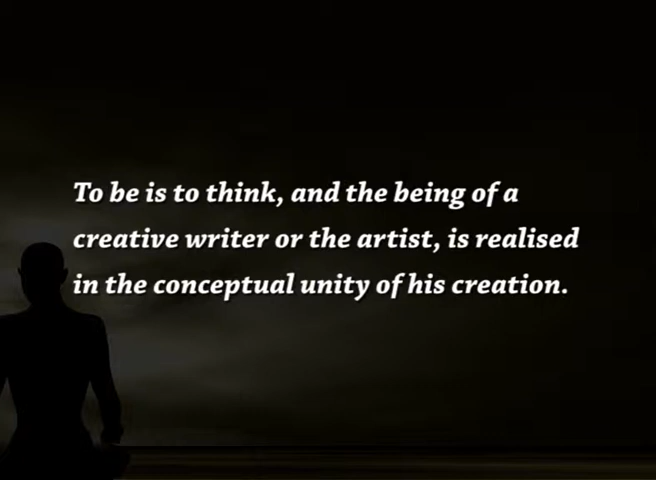 To be is to think, and the being of a
creative writer or the artist, is realised
in the conceptual unity of his creation.